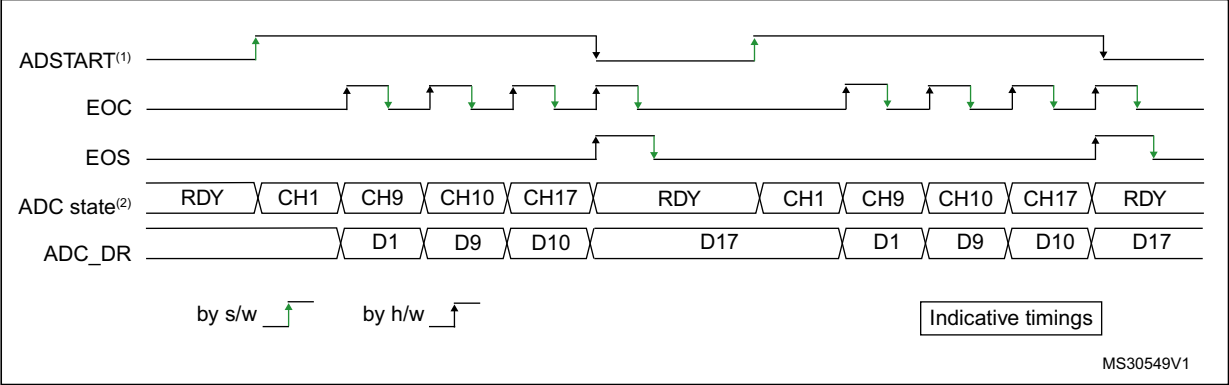 ADSTART(1)
EOC
EOS
ADC state(2) RDY CH1 CH9 CH10 CH17 RDY CH1 CH9 CH10 CH17 RDY
ADC_DR D1 D9 D10 D17 D1 D9 D10 D17
by s/w by h/w Indicative timings
MS30549V1